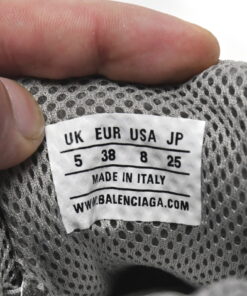 UK EUR USA JP
5 38 8 25
MADE IN ITALY
WWW.BALENCIAGA.COM